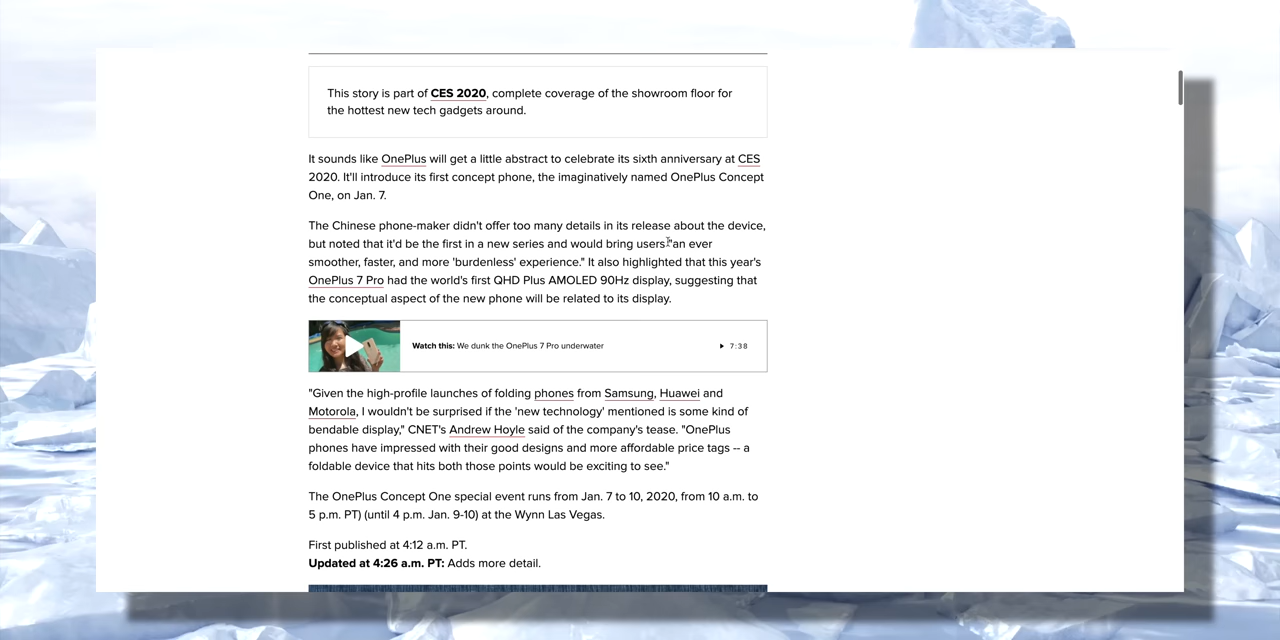 This story is part of CES 2020, complete coverage of the showroom floor for
the hottest new tech gadgets around.
It sounds like OnePlus will get a little abstract to celebrate its sixth anniversary at CES
2020. It'll introduce its first concept phone, the imaginatively named OnePlus Concept
One, on Jan. 7.
The Chinese phone-maker didn't offer too many details in its release about the device,
but noted that it'd be the first in a new series and would bring users "an ever
smoother, faster, and more 'burdenless' experience." It also highlighted that this year's
OnePlus 7 Pro had the world's first QHD Plus AMOLED 90Hz display, suggesting that
the conceptual aspect of the new phone will be related to its display.
Watch this: We dunk the OnePlus 7 Pro underwater 7:38
"Given the high-profile launches of folding phones from Samsung, Huawei and
Motorola, I wouldn't be surprised if the 'new technology' mentioned is some kind of
bendable display," CNET's Andrew Hoyle said of the company's tease. "OnePlus
phones have impressed with their good designs and more affordable price tags -- a
foldable device that hits both those points would be exciting to see."
The OnePlus Concept One special event runs from Jan. 7 to 10, 2020, from 10 a.m. to
5 p.m. PT) (until 4 p.m. Jan. 9-10) at the Wynn Las Vegas.
First published at 4:12 a.m. PT.
Updated at 4:26 a.m. PT: Adds more detail.